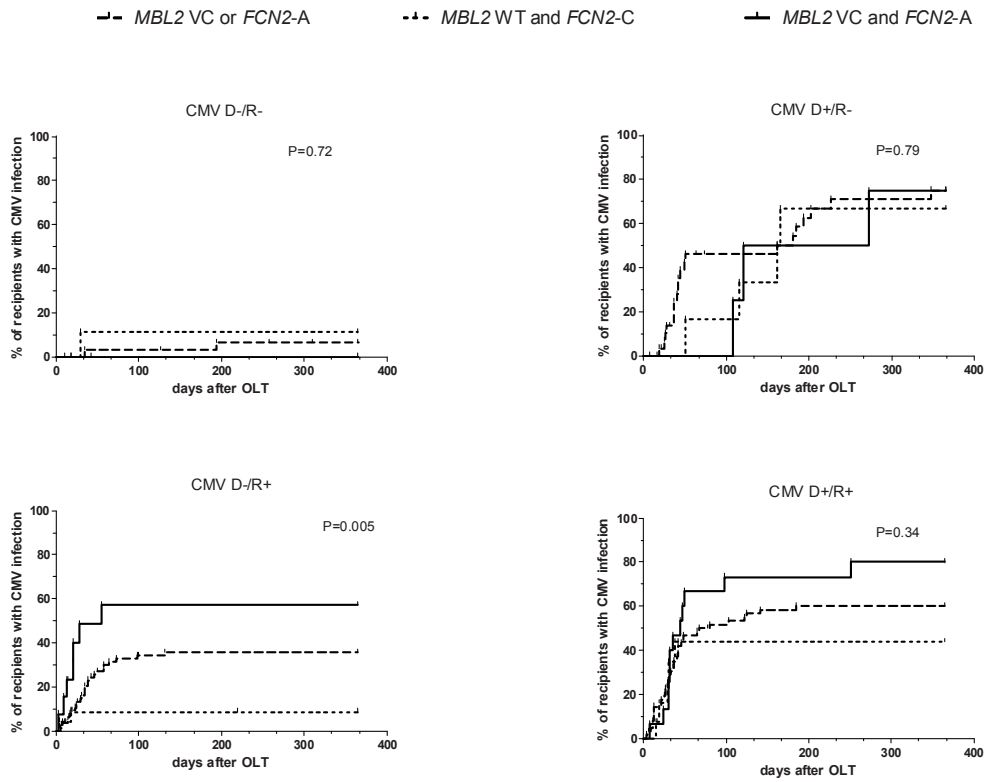 MBL2 VC or FCN2-A
MBL2 WT and FCN2-C
MBL2 VC and FCN2-A
CMV D-/R-
P=0.72
% of recipients with CMV infection
100
80
60
40
20
0
0 100 200 300 400
days after OLT
CMV D+/R-
P=0.79
% of recipients with CMV infection
100
80
60
40
20
0
0 100 200 300 400
days after OLT
CMV D-/R+
P=0.005
% of recipients with CMV infection
100
80
60
40
20
0
0 100 200 300 400
days after OLT
CMV D+/R+
P=0.34
% of recipients with CMV infection
100
80
60
40
20
0
0 100 200 300 400
days after OLT